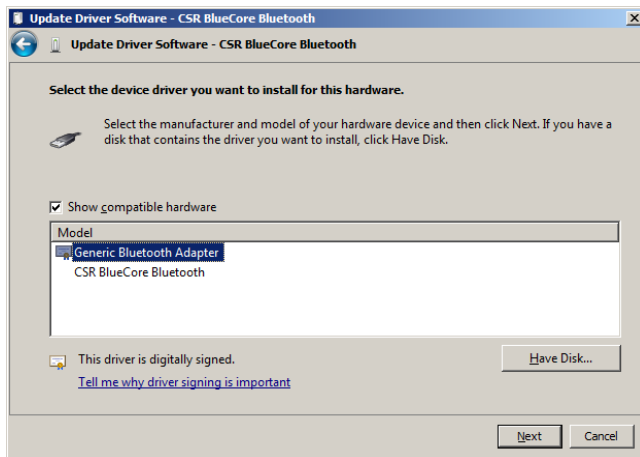 Update Driver Software - CSR BlueCore Bluetooth
Update Driver Software - CSR BlueCore Bluetooth
Select the device driver you want to install for this hardware.
Select the manufacturer and model of your hardware device and then click Next. If you have a
disk that contains the driver you want to install, click Have Disk.
Show compatible hardware
Model
Generic Bluetooth Adapter
CSR BlueCore Bluetooth
This driver is digitally signed.
Have Disk...
Tell me why driver signing is important
Next
Cancel